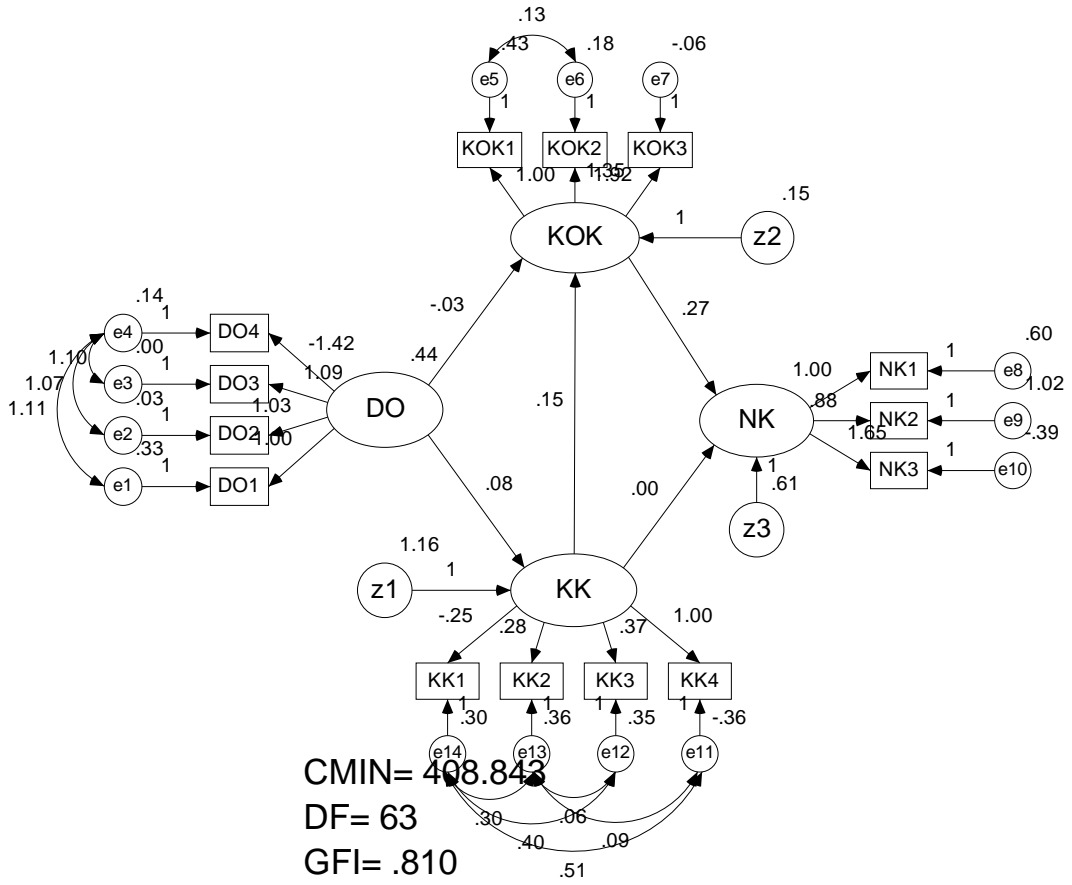 .13
.43
.18
-.06
e5
e6
e7
1
1
1
KOK1
KOK2
KOK3
1.00
1.35
1.92
.15
KOK
1
z2
-.03
.27
.14
1
e4
DO4
-1.42
.44
.60
1.10
.00
1
1.09
1.00
NK1
1
e8
1.07
e3
DO3
1.02
1.11
.03
1
1.03
DO
.15
NK
.88
NK2
1
e9
e2
DO2
1.00
1.65
-.39
.33
1
NK3
1
e10
e1
DO1
1
.08
.00
.61
z3
1.16
1
z1
KK
-.25
.28
.37
1.00
KK1
KK2
KK3
KK4
1
1
1
1
.30
.36
.35
-.36
e14
e13
e12
e11
CMIN= 408.843
DF= 63
.30
.06
.40
.09
GFI= .810
.51